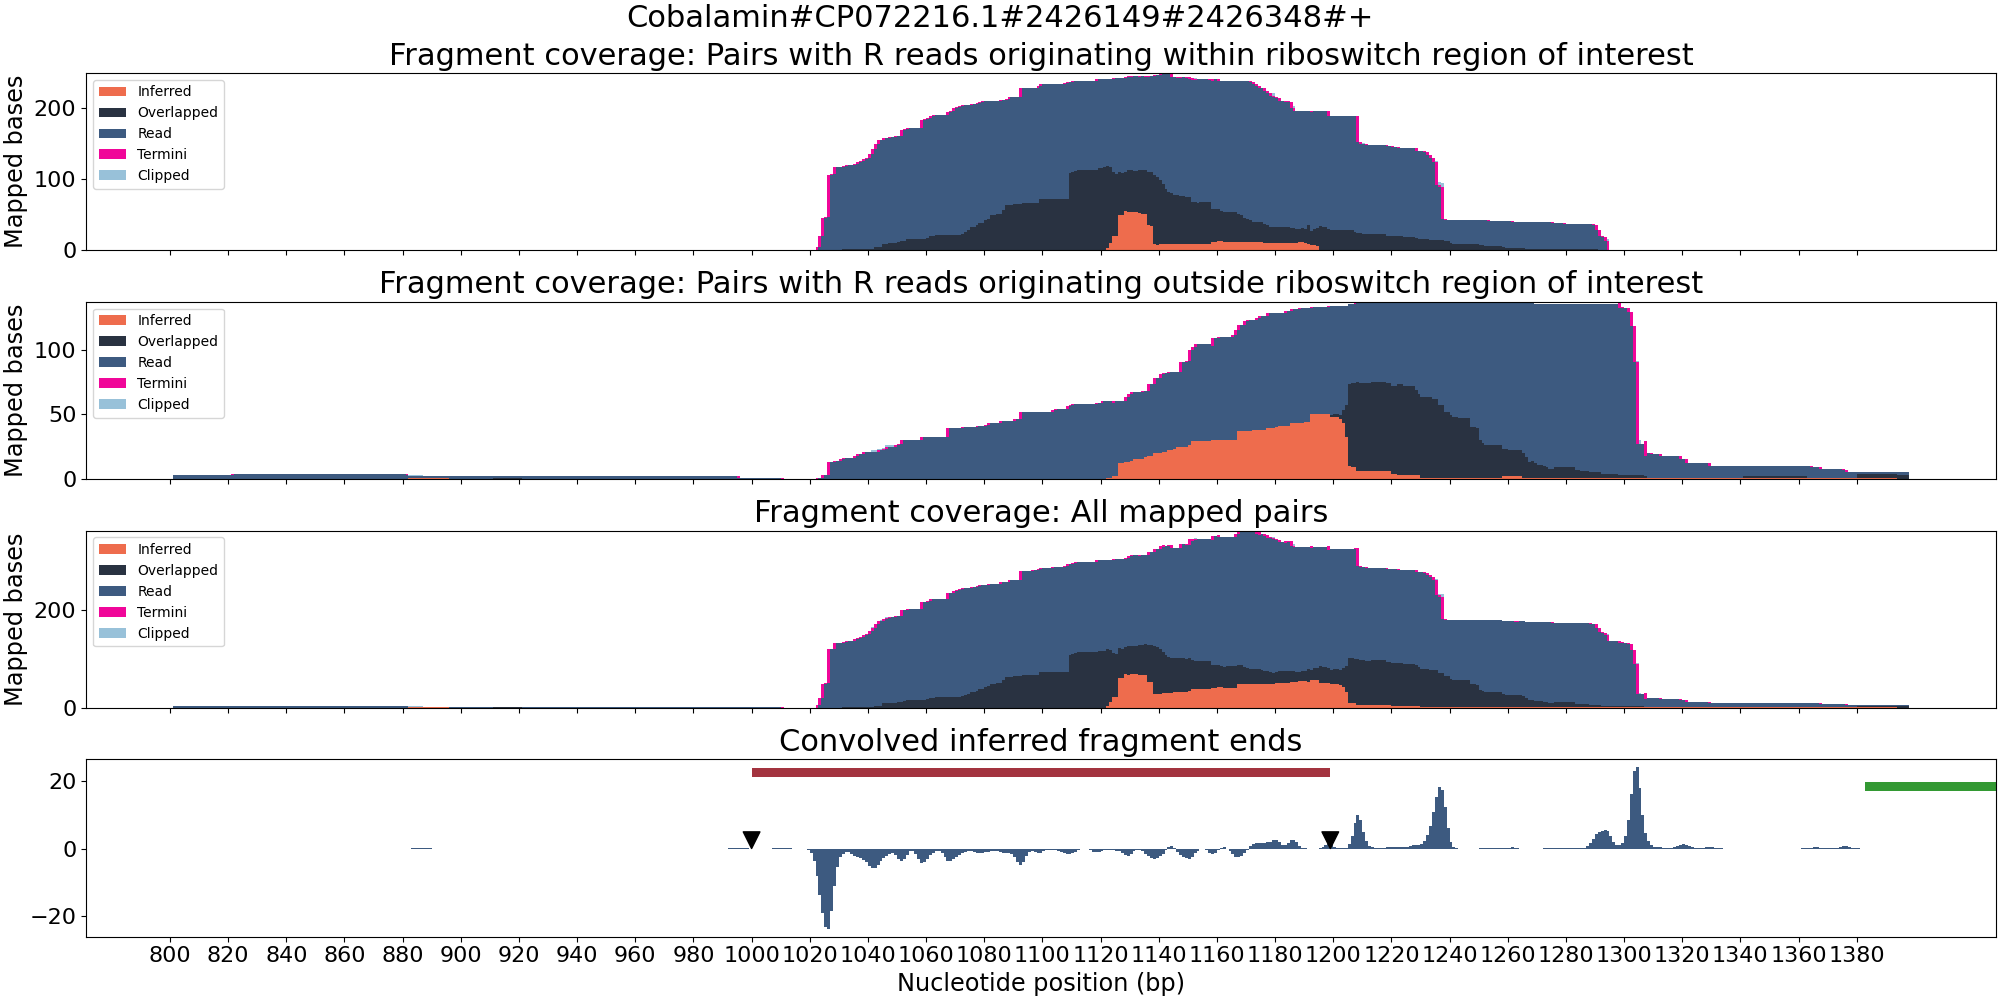 Cobalamin#CP072216.1#2426149#2426348#+
Fragment coverage: Pairs with R reads originating within riboswitch region of interest
Mapped bases
200
100
0
Inferred
Overlapped
Read
Termini
Clipped
Fragment coverage: Pairs with R reads originating outside riboswitch region of interest
Mapped bases
100
50
0
Inferred
Overlapped
Read
Termini
Clipped
Fragment coverage: All mapped pairs
Mapped bases
200
0
Inferred
Overlapped
Read
Termini
Clipped
Convolved inferred fragment ends
20
0
−20
800 820 840 860 880 900 920 940 960 980 1000 1020 1040 1060 1080 1100 1120 1140 1160 1180 1200 1220 1240 1260 1280 1300 1320 1340 1360 1380
Nucleotide position (bp)